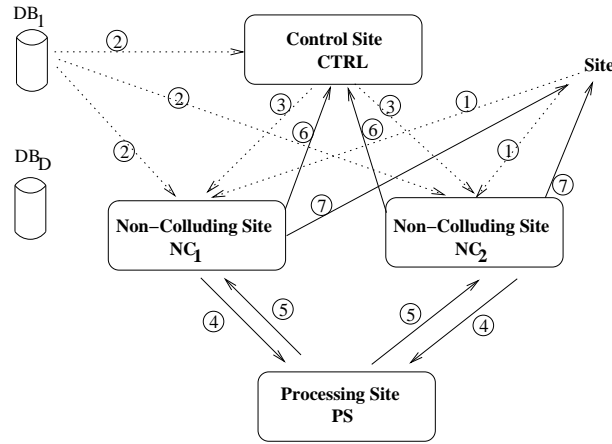 DB1
②
Control Site
CTRL
Site
②
③
③
①
⑥
⑥
②
①
DBD
⑦
⑦
Non−Colluding Site
NC1
Non−Colluding Site
NC2
⑤
⑤
④
④
Processing Site
PS